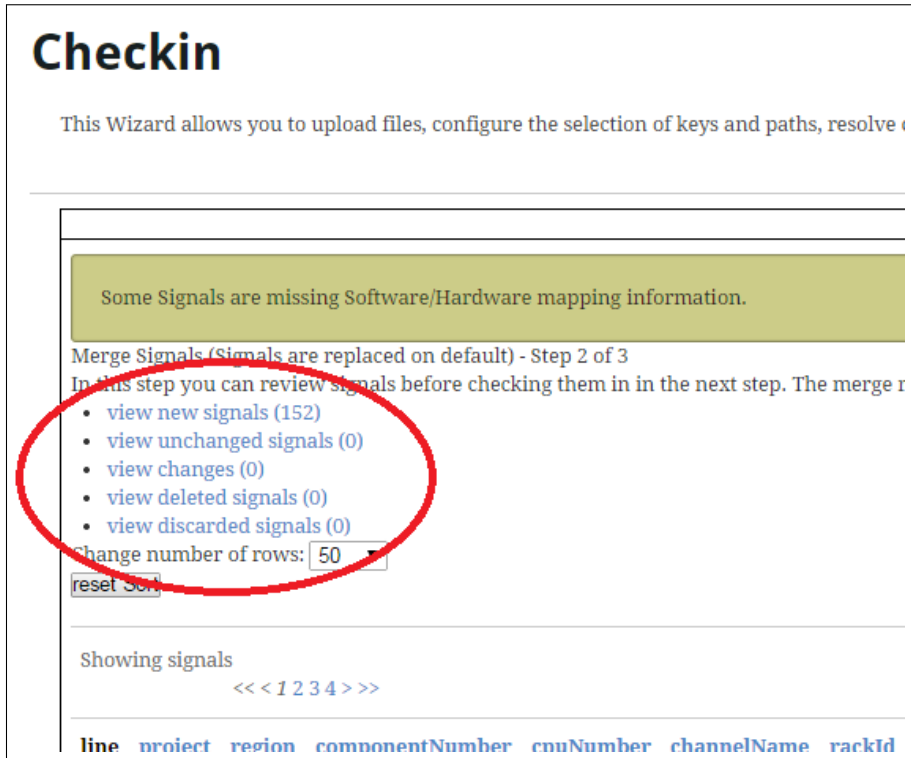 Checkin
This Wizard allows you to upload files, configure the selection of keys and paths, resolve
Some Signals are missing Software/Hardware mapping information.
Merge Signals (Signals are replaced on default) - Step 2 of 3
In this step you can review signals before checking them in in the next step. The merge
• view new signals (152)
• view unchanged signals (0)
• view changes (0)
• view deleted signals (0)
• view discarded signals (0)
Change number of rows: 50
reset Sort
Showing signals
<< < 1 2 3 4 > >>
line project region componentNumber cpuNumber channelName rackId